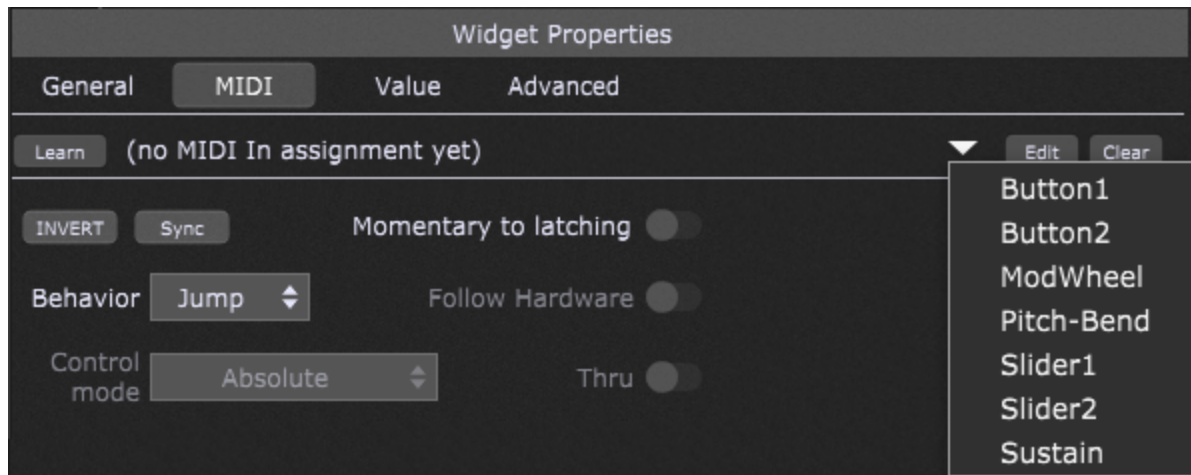 Widget Properties
General MIDI Value Advanced
Learn (no MIDI In assignment yet) Edit Clear
Button1
INVERT Sync Momentary to latching
Button2
ModWheel
Behavior Jump Follow Hardware
Pitch-Bend
Slider1
Control
mode Absolute Thru
Slider2
Sustain